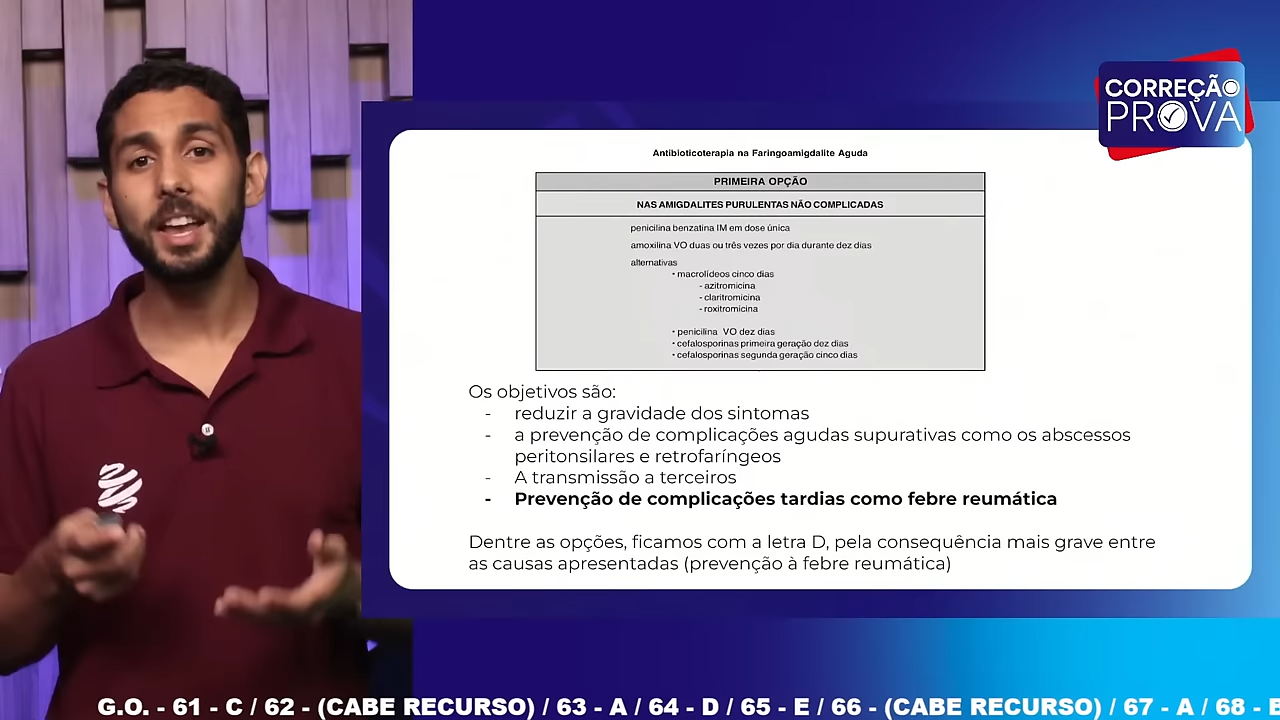 CORREÇÃO
PROVA
Antibioticoterapia na Faringoamigdalite Aguda
PRIMEIRA OPÇÃO
NAS AMIGDALITES PURULENTAS NÃO COMPLICADAS
penicilina benzatina IM em dose única
amoxilina VO duas ou três vezes por dia durante dez dias
alternativas
• macrolídeos cinco dias
- azitromicina
- claritromicina
- roxitromicina
• penicilina VO dez dias
• cefalosporinas primeira geração dez dias
• cefalosporinas segunda geração cinco dias
Os objetivos são:
- reduzir a gravidade dos sintomas
- a prevenção de complicações agudas supurativas como os abscessos
peritonsilares e retrofaríngeos
- A transmissão a terceiros
- Prevenção de complicações tardias como febre reumática
Dentre as opções, ficamos com a letra D, pela consequência mais grave entre
as causas apresentadas (prevenção à febre reumática)
G.O. - 61 - C / 62 - (CABE RECURSO) / 63 - A / 64 - D / 65 - E / 66 - (CABE RECURSO) / 67 - A / 68 -